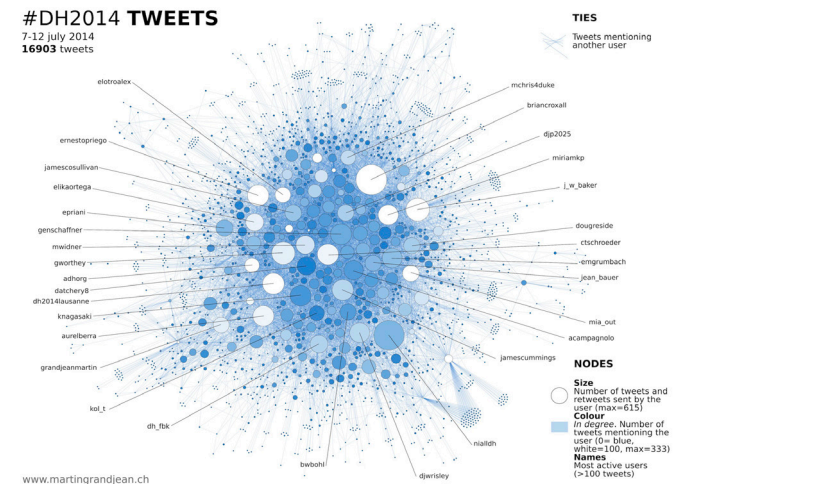 #DH2014 TWEETS
7-12 july 2014
16903 tweets
TIES
Tweets mentioning
another user
elotroalex
ernestopriego
jamescosullivan
elikaortega
epriani
genschaffner
mwidner
gworthey
adhorg
datchery8
dh2014lausanne
knagasaki
aurelberra
grandjeanmartin
kol_t
dh_fbk
bwbohl
djwrisley
nialldh
mchris4duke
briancroxall
djp2025
miriamkp
j_w_baker
dougreside
ctschroeder
emgrumbach
jean_bauer
mia_out
acampagnolo
jamescummings
NODES
Size
Number of tweets and
retweets sent by the
user (max=615)
Colour
In degree. Number of
tweets mentioning the
user (0= blue,
white=100, max=333)
Names
Most active users
(>100 tweets)
www.martingrandjean.ch